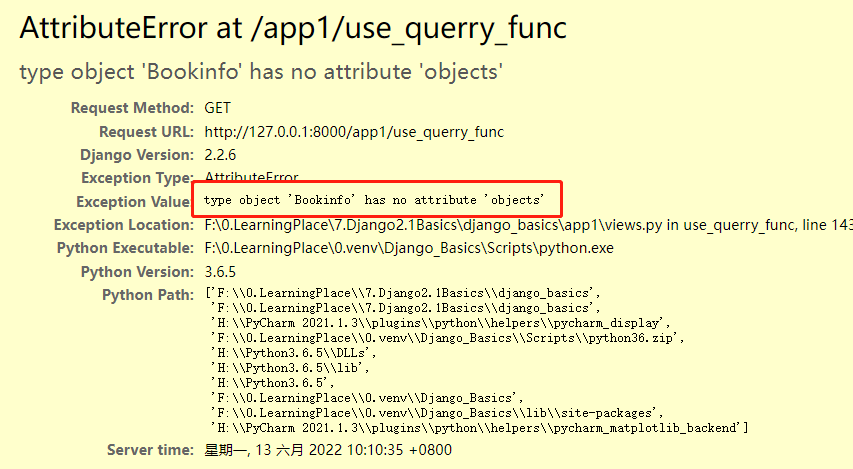 AttributeError at /app1/use_querry_func
type object 'Bookinfo' has no attribute 'objects'
Request Method: GET
Request URL: http://127.0.0.1:8000/app1/use_querry_func
Django Version: 2.2.6
Exception Type: AttributeError
Exception Value: type object 'Bookinfo' has no attribute 'objects'
Exception Location: F:\0.LearningPlace\7.Django2.1Basics\django_basics\app1\views.py in use_querry_func, line 143
Python Executable: F:\0.LearningPlace\0.venv\Django_Basics\Scripts\python.exe
Python Version: 3.6.5
Python Path: ['F:\\0.LearningPlace\\7.Django2.1Basics\\django_basics',
'F:\\0.LearningPlace\\7.Django2.1Basics\\django_basics',
'H:\\PyCharm 2021.1.3\\plugins\\python\\helpers\\pycharm_display',
'F:\\0.LearningPlace\\0.venv\\Django_Basics\\Scripts\\python36.zip',
'H:\\Python3.6.5\\DLLs',
'H:\\Python3.6.5\\lib',
'H:\\Python3.6.5',
'F:\\0.LearningPlace\\0.venv\\Django_Basics',
'F:\\0.LearningPlace\\0.venv\\Django_Basics\\lib\\site-packages',
'H:\\PyCharm 2021.1.3\\plugins\\python\\helpers\\pycharm_matplotlib_backend']
Server time: 星期一, 13 六月 2022 10:10:35 +0800